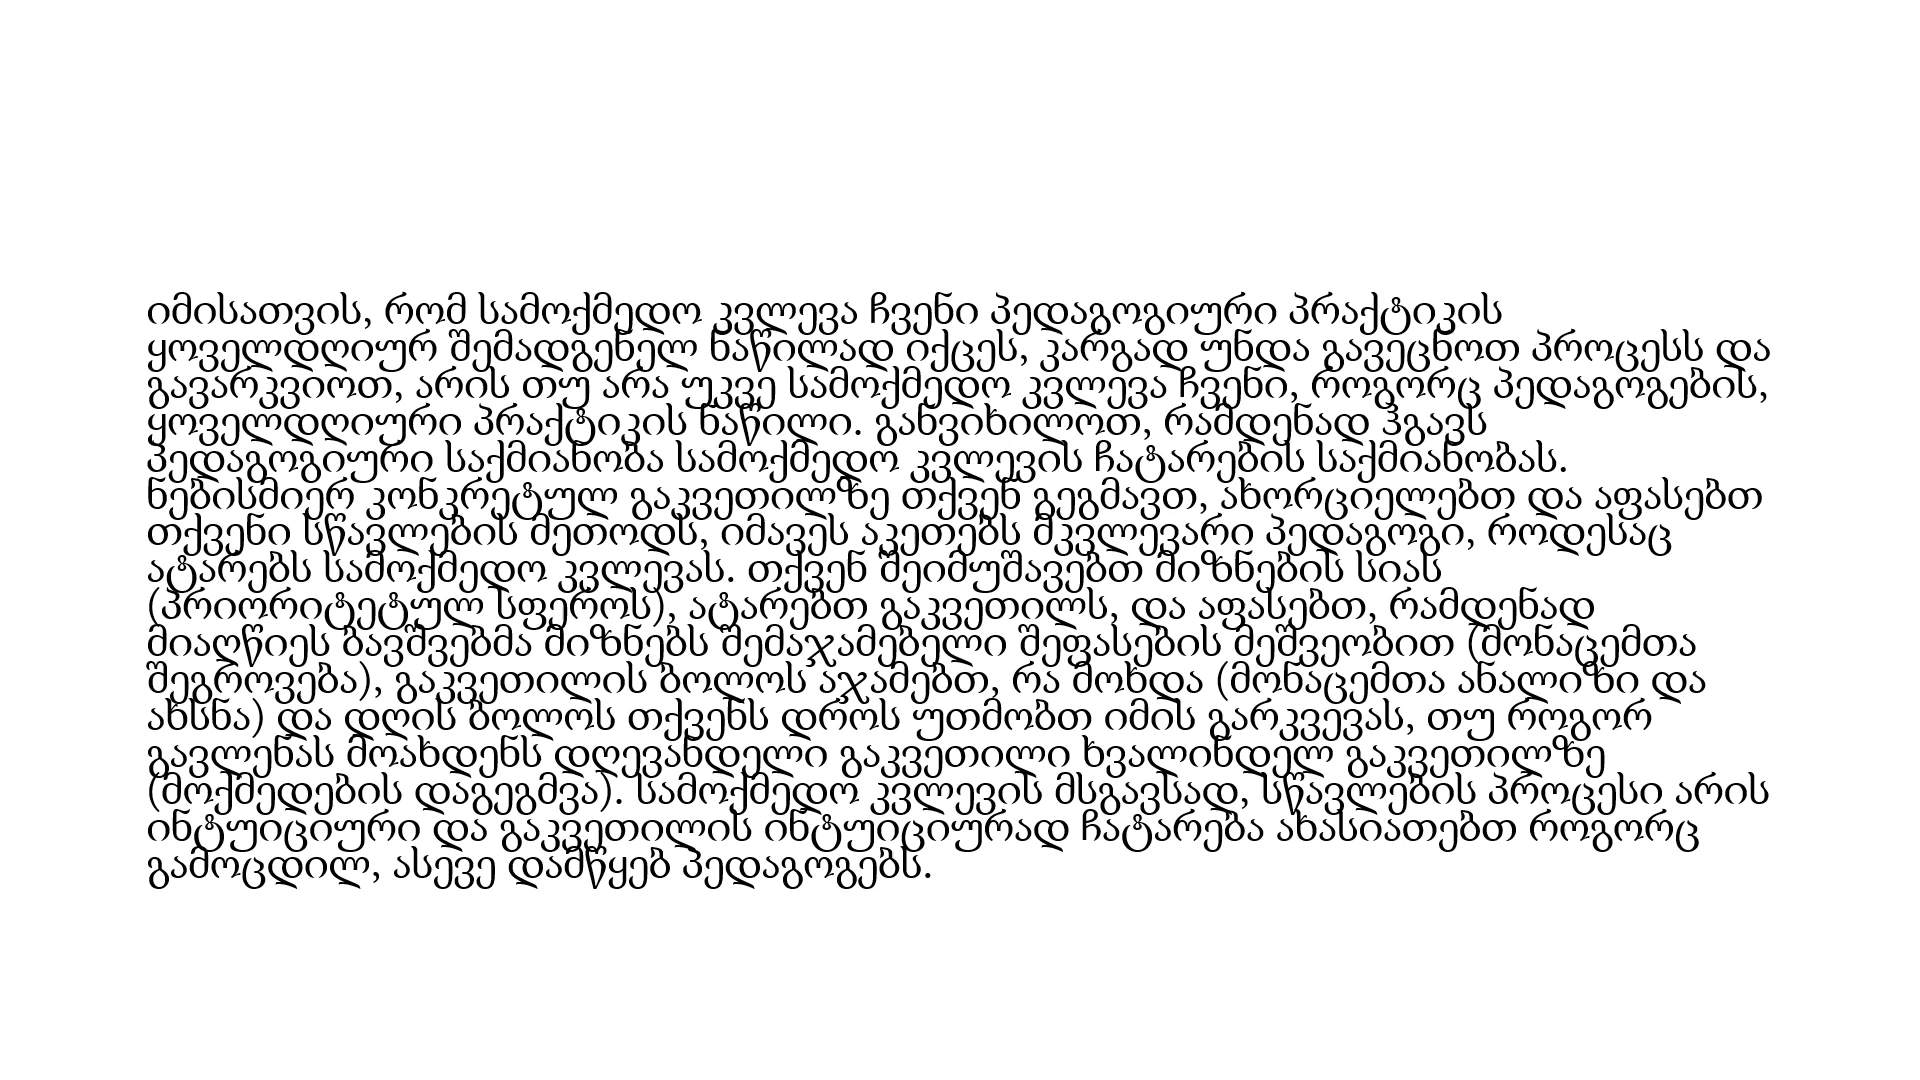 იმისათვის, რომ სამოქმედო კვლევა ჩვენი პედაგოგიური პრაქტიკის
ყოველდღიურ შემადგენელ ნაწილად იქცეს, კარგად უნდა გავეცნოთ პროცესს და
გავარკვიოთ, არის თუ არა უკვე სამოქმედო კვლევა ჩვენი, როგორც პედაგოგების,
ყოველდღიური პრაქტიკის ნაწილი. განვიხილოთ, რამდენად ჰგავს
პედაგოგიური საქმიანობა სამოქმედო კვლევის ჩატარების საქმიანობას.
ნებისმიერ კონკრეტულ გაკვეთილზე თქვენ გეგმავთ, ახორციელებთ და აფასებთ
თქვენი სწავლების მეთოდს, იმავეს აკეთებს მკვლევარი პედაგოგი, როდესაც
ატარებს სამოქმედო კვლევას. თქვენ შეიმუშავებთ მიზნების სიას
(პრიორიტეტულ სფეროს), ატარებთ გაკვეთილს, და აფასებთ, რამდენად
მიაღწიეს ბავშვებმა მიზნებს შემაჯამებელი შეფასების მეშვეობით (მონაცემთა
შეგროვება), გაკვეთილის ბოლოს აჯამებთ, რა მოხდა (მონაცემთა ანალიზი და
ახსნა) და დღის ბოლოს თქვენს დროს უთმობთ იმის გარკვევას, თუ როგორ
გავლენას მოახდენს დღევანდელი გაკვეთილი ხვალინდელ გაკვეთილზე
(მოქმედების დაგეგმვა). სამოქმედო კვლევის მსგავსად, სწავლების პროცესი არის
ინტუიციური და გაკვეთილის ინტუიციურად ჩატარება ახასიათებთ როგორც
გამოცდილ, ასევე დამწყებ პედაგოგებს.